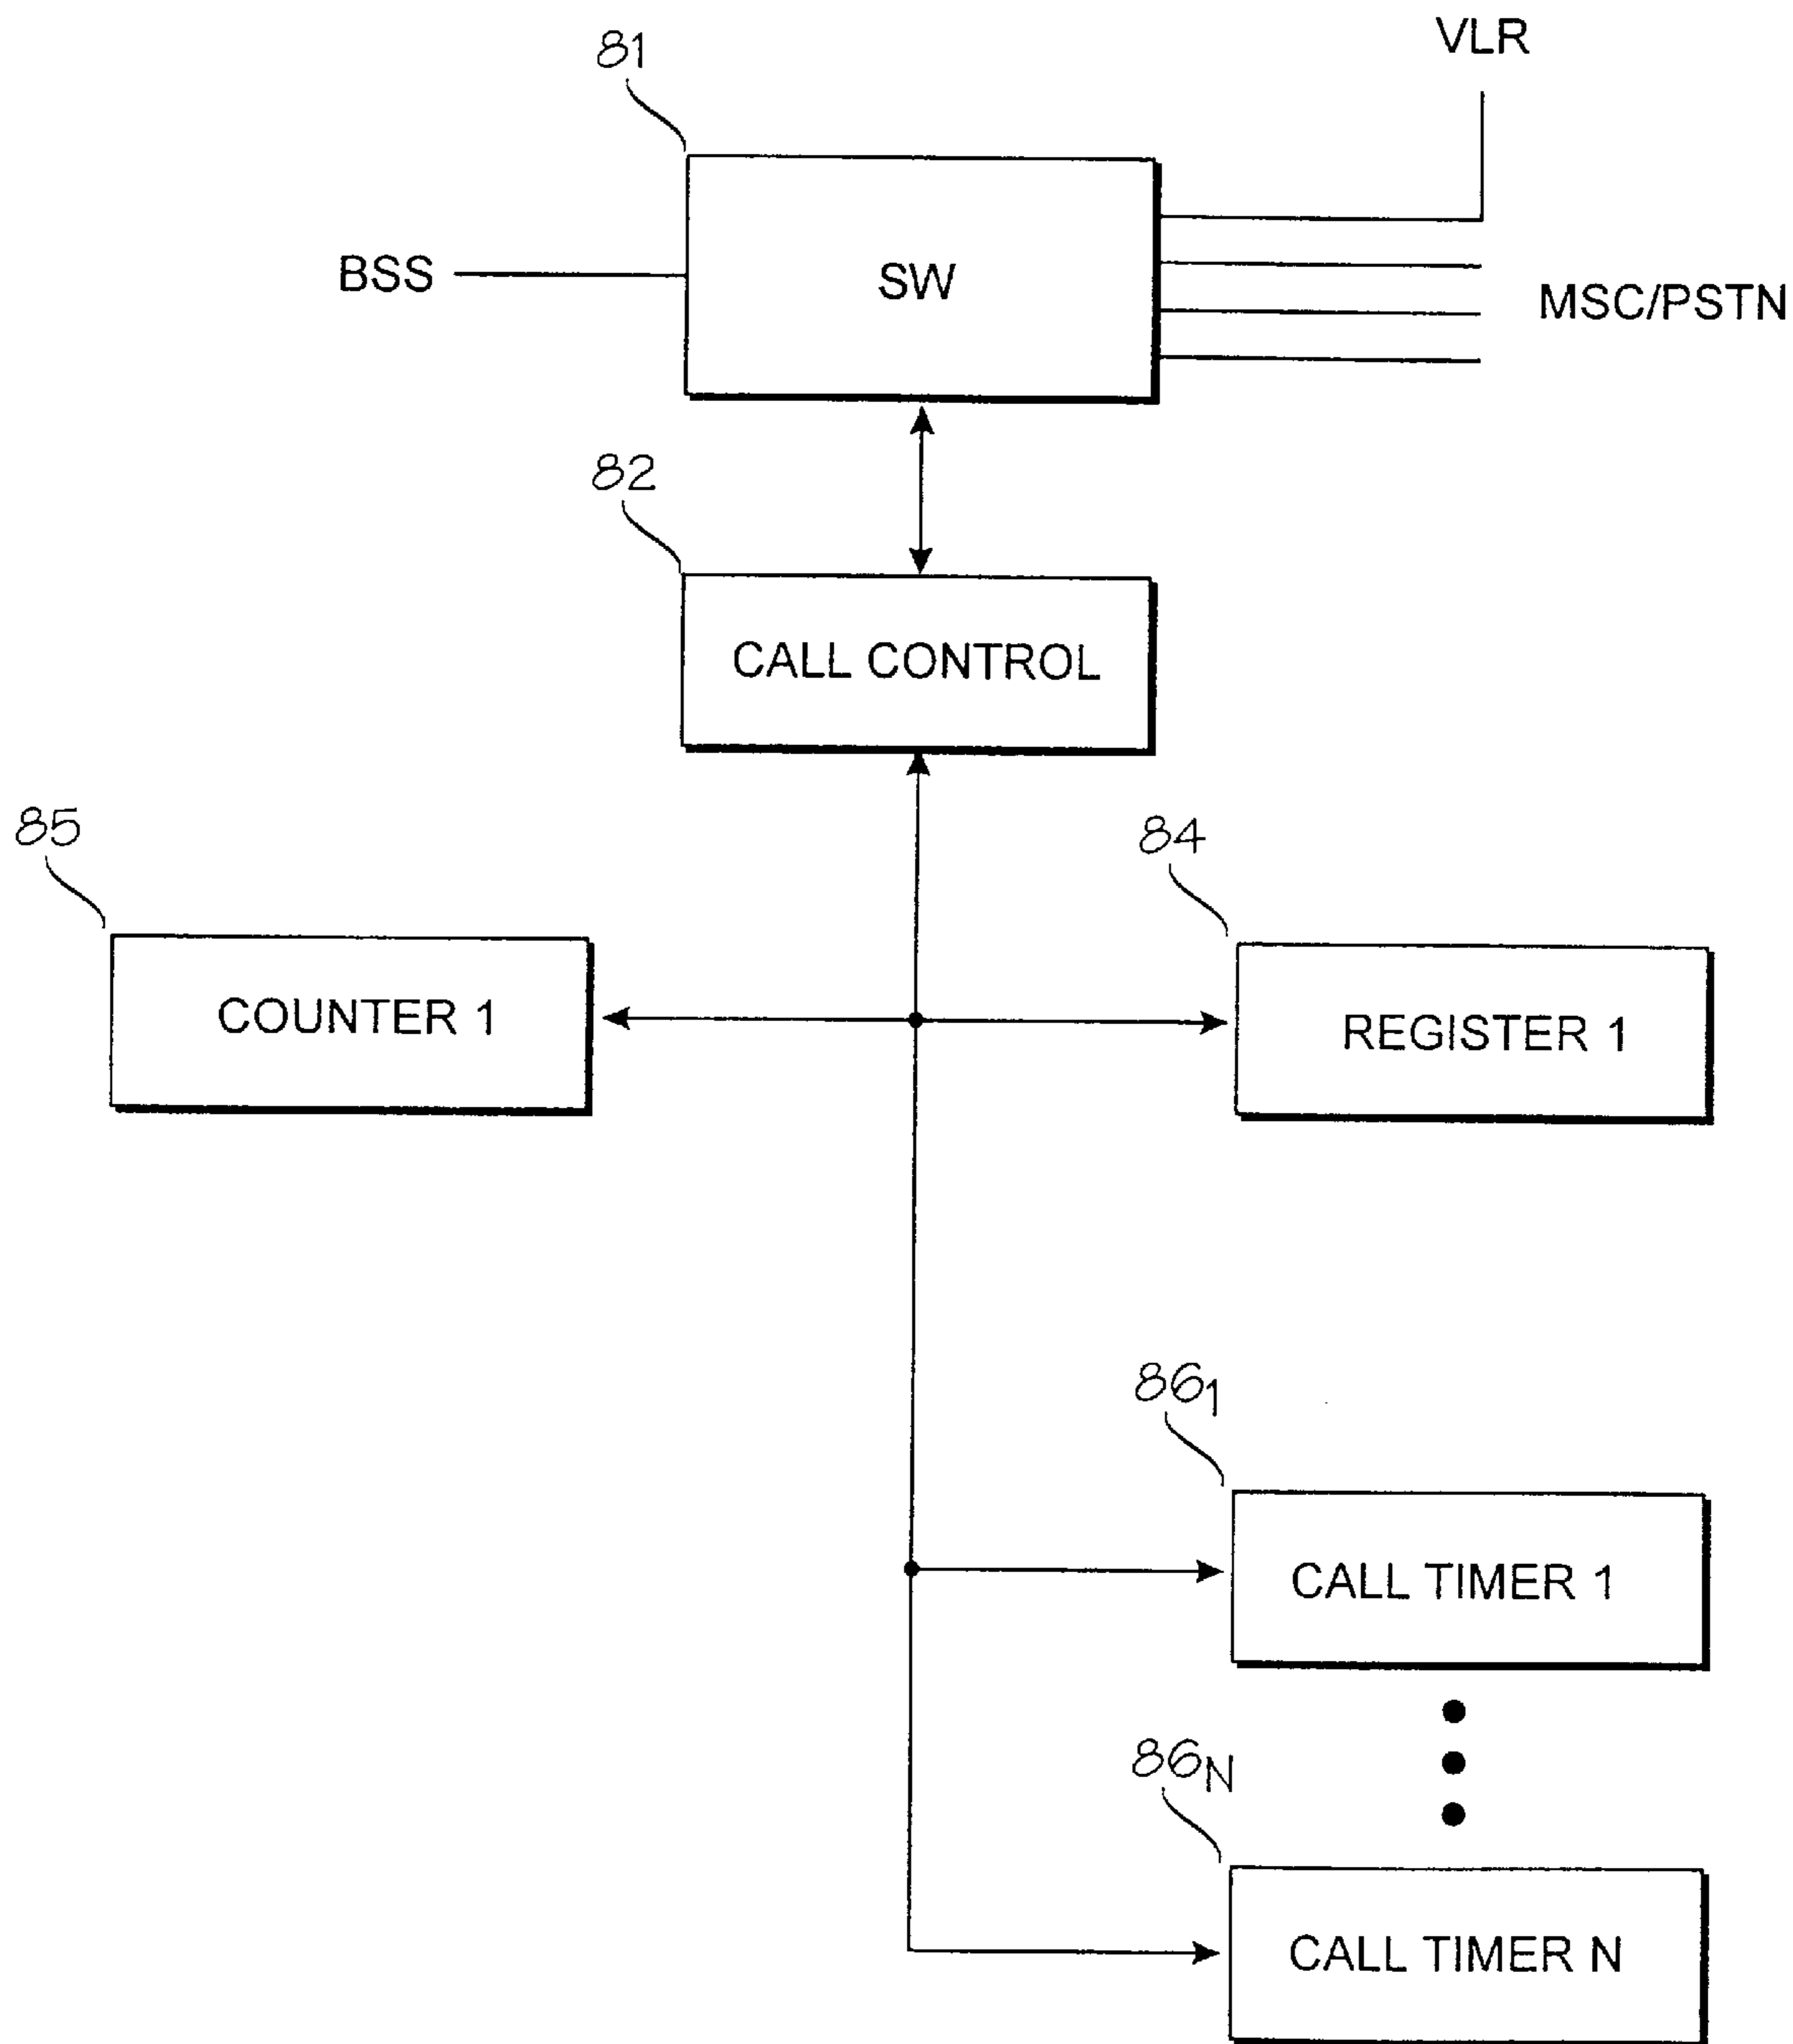 VLR
81
BSS
SW
MSC/PSTN
82
CALL CONTROL
85
84
COUNTER 1
REGISTER 1
86₁
CALL TIMER 1
86N
CALL TIMER N